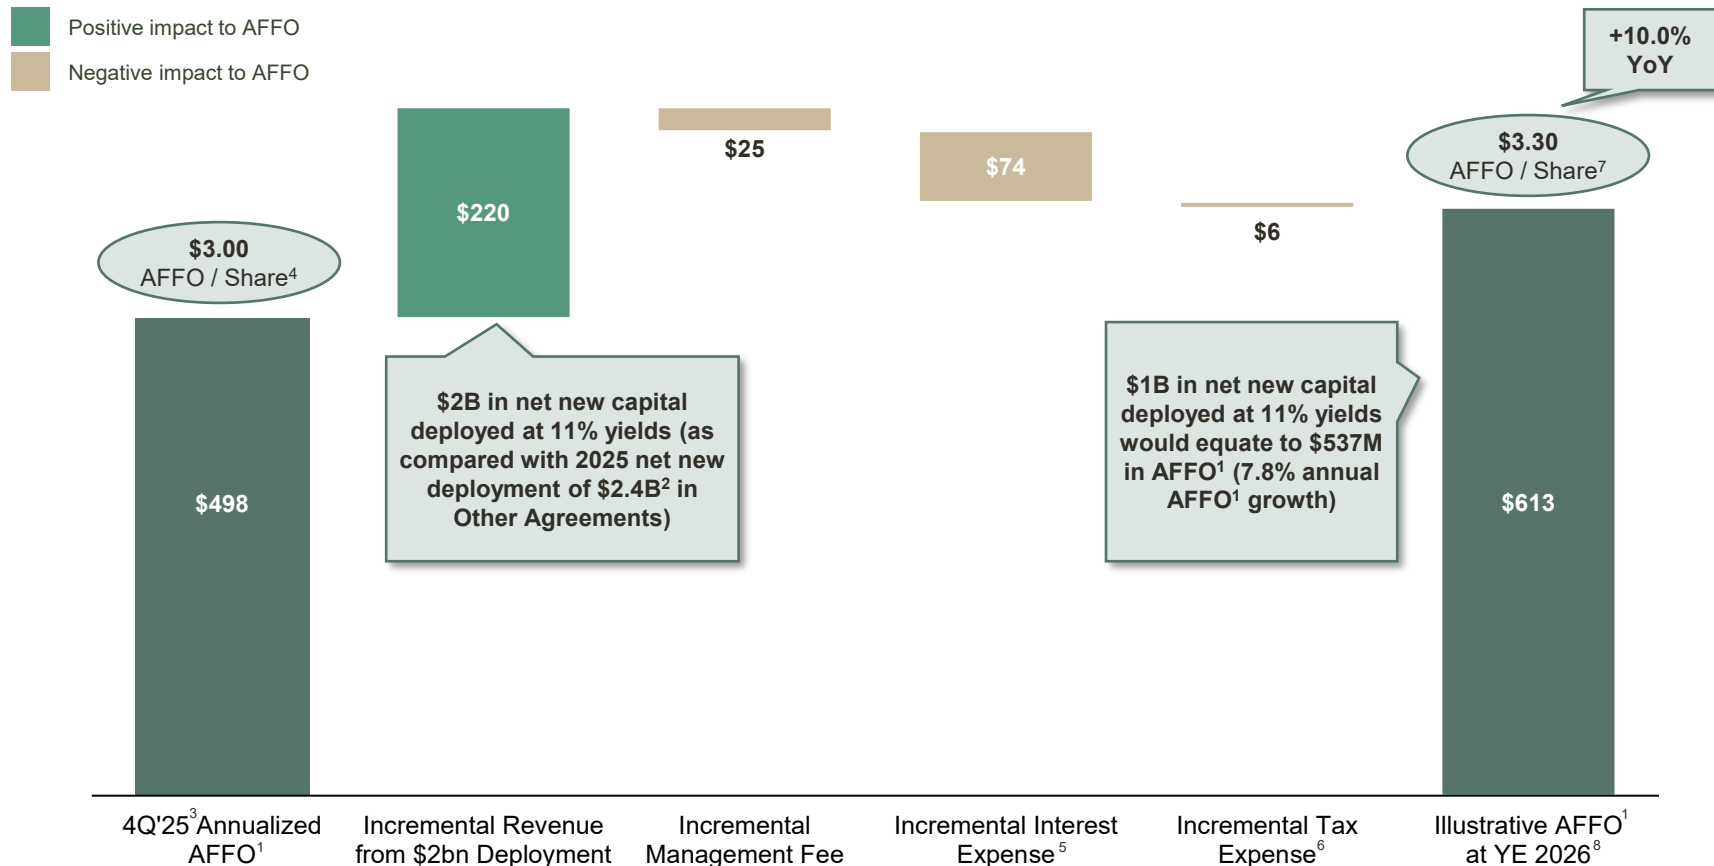 Positive impact to AFFO
Negative impact to AFFO
+10.0%
YoY
$3.00
AFFO / Share4
$498
$220
$2B in net new capital
deployed at 11% yields (as
compared with 2025 net new
deployment of $2.4B2 in
Other Agreements)
$25
$74
$6
$1B in net new capital
deployed at 11% yields
would equate to $537M
in AFFO1 (7.8% annual
AFFO1 growth)
$3.30
AFFO / Share7
$613
4Q'253Annualized
AFFO1
Incremental Revenue
from $2bn Deployment
Incremental
Management Fee
Incremental Interest
Expense5
Incremental Tax
Expense6
Illustrative AFFO1
at YE 20268